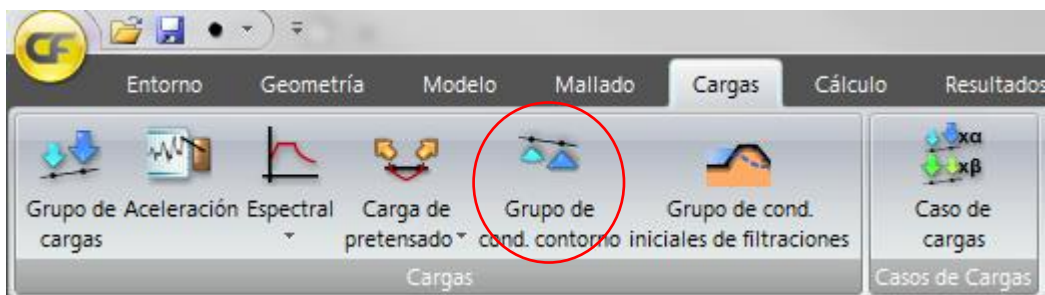 CF
Entorno Geometría Modelo Mallado Cargas Cálculo Resultados
xα
xβ
Grupo de Aceleración Espectral Carga de Grupo de Grupo de cond. Caso de
cargas pretensado cond. contorno iniciales de filtraciones cargas
Cargas Casos de Cargas